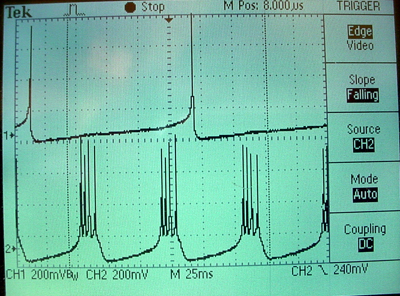 Tek
Stop
M Pos: 8.000µs
TRIGGER
Edge
Video
Slope
Falling
Source
CH2
Mode
Auto
Coupling
DC
1
2
CH1 200mVBW
CH2 200mV
M 25ms
CH2 \ 240mV